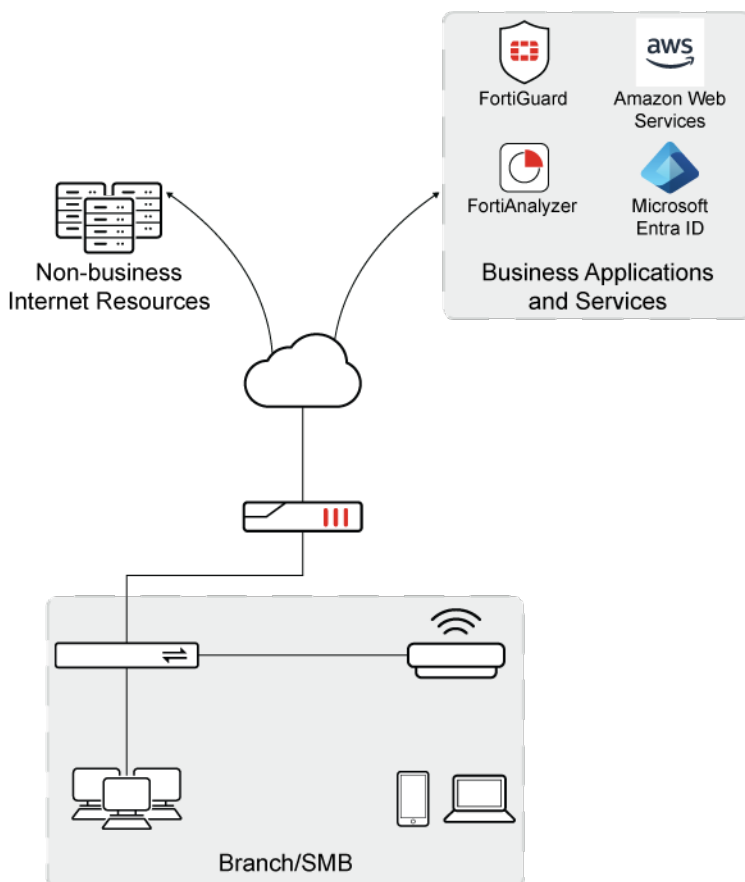 aws
FortiGuard
Amazon Web
Services
FortiAnalyzer
Microsoft
Entra ID
Non-business
Internet Resources
Business Applications
and Services
Branch/SMB